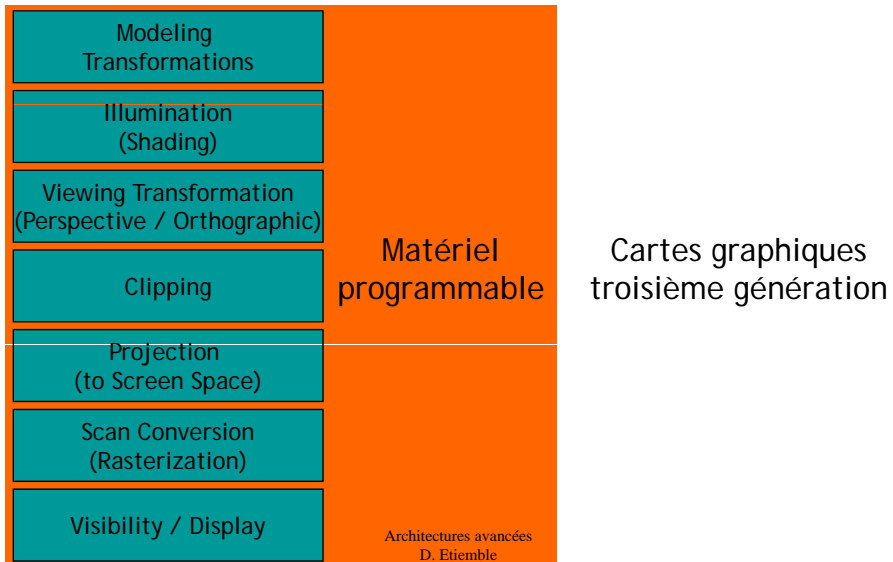 Modeling
Transformations
Illumination
(Shading)
Viewing Transformation
(Perspective / Orthographic)
Clipping
Projection
(to Screen Space)
Scan Conversion
(Rasterization)
Visibility / Display
Matériel
programmable
Cartes graphiques
troisième génération
Architectures avancées
D. Etiemble